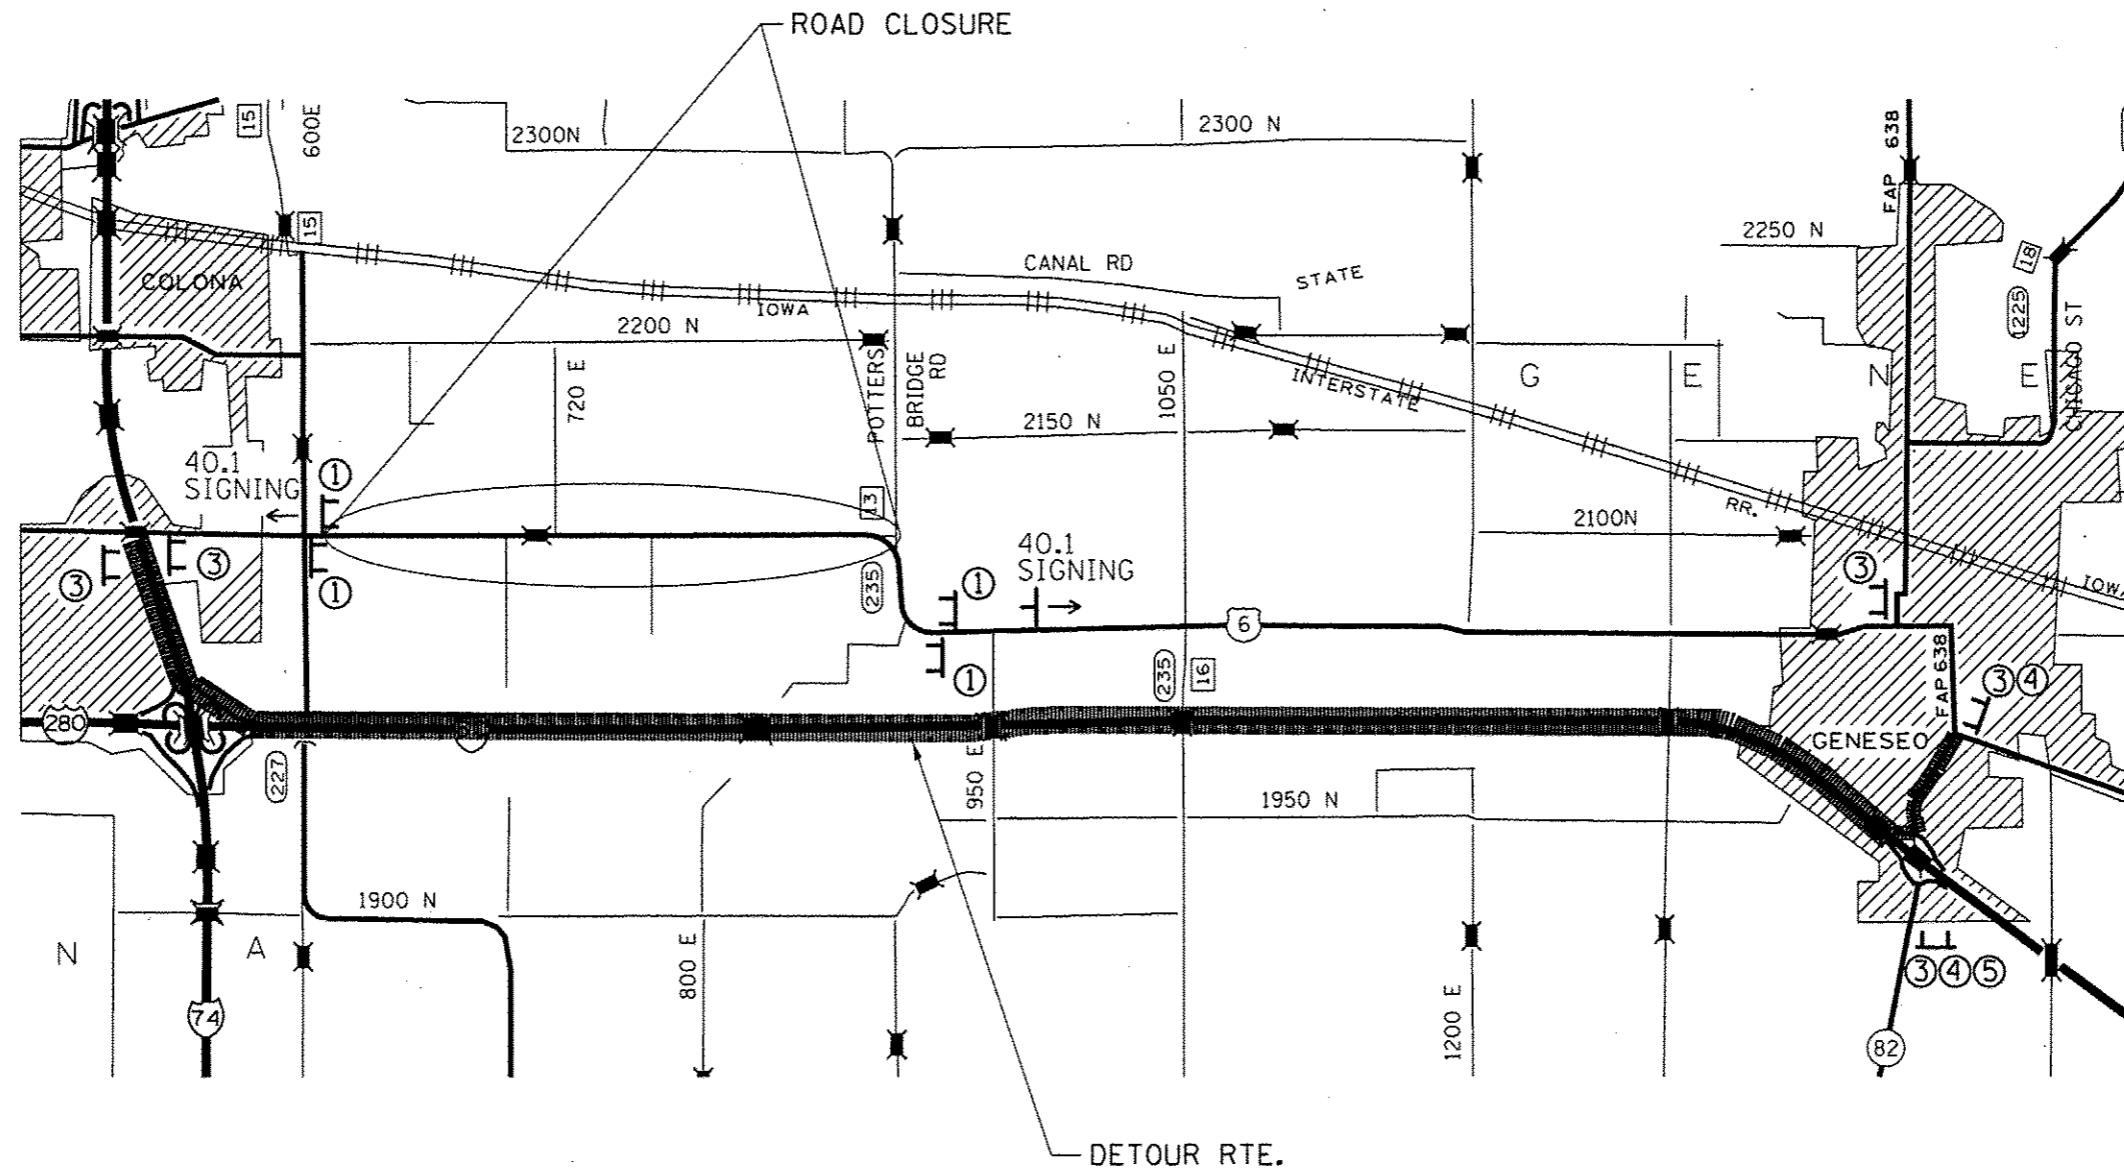 ROAD CLOSURE
15
600E
2300N
2300 N
FAP 638
15
COLONA
IOWA
CANAL RD
STATE
2250 N
18
1225
CHICAGO ST
2200 N
720 E
POTTERS
BRIDGE
RD
1050 E
INTERSTATE
G E N E
2150 N
40.1
SIGNING
1
13
RR.
2100N
3
3
1
235
1
40.1
SIGNING
3
IOWA
6
1
235
16
FAP 638
3 4
280
227
950 E
GENESEO
1950 N
1900 N
N A
800 E
1200 E
3 4 5
74
82
DETOUR RTE.